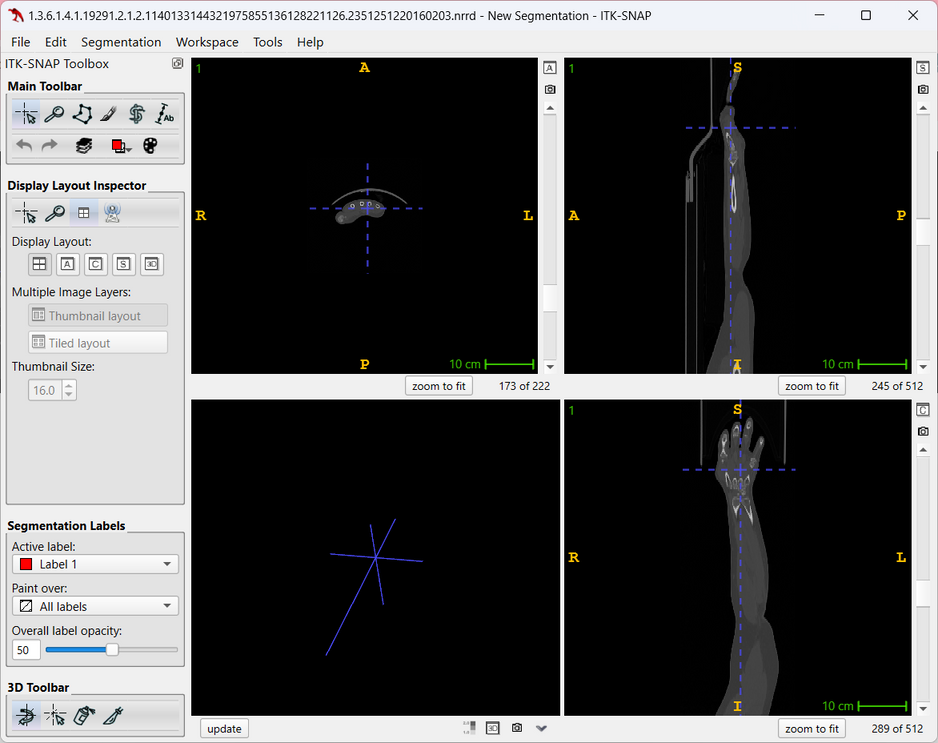 1.3.6.1.4.1.19291.2.1.2.1140133144321975855136128221126.2351251220160203.nrrd - New Segmentation - ITK-SNAP
File Edit Segmentation Workspace Tools Help
ITK-SNAP Toolbox
Main Toolbar
Ab
Display Layout Inspector
Display Layout:
A C S 3D
Multiple Image Layers:
Thumbnail layout
Tiled layout
Thumbnail Size:
16.0
Segmentation Labels
Active label:
Label 1
Paint over:
All labels
Overall label opacity:
50
3D Toolbar
1
A
R
L
P
10 cm
A
zoom to fit
173 of 222
1
S
A
P
I
10 cm
S
zoom to fit
245 of 512
update
3D
1
S
R
L
I
10 cm
C
zoom to fit
289 of 512